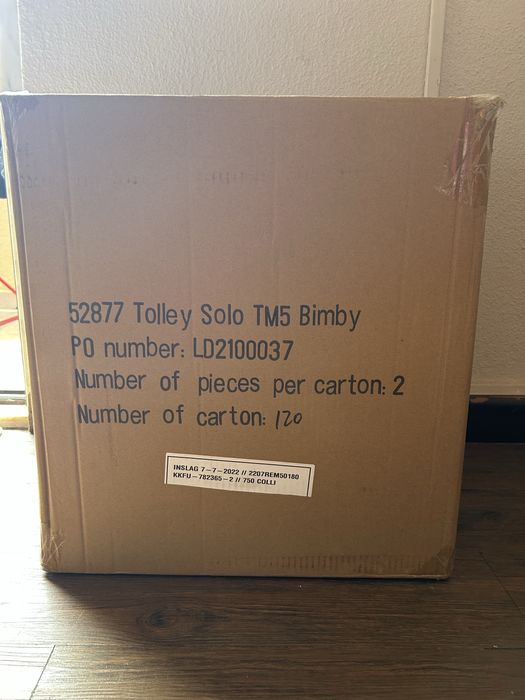 52877 Tolley Solo TM5 Bimby
PO number: LD2100037
Number of pieces per carton: 2
Number of carton: 120
INSLAG 7-7-2022 // 2207REM50180
KKFU-782365-2 // 750 COLLI